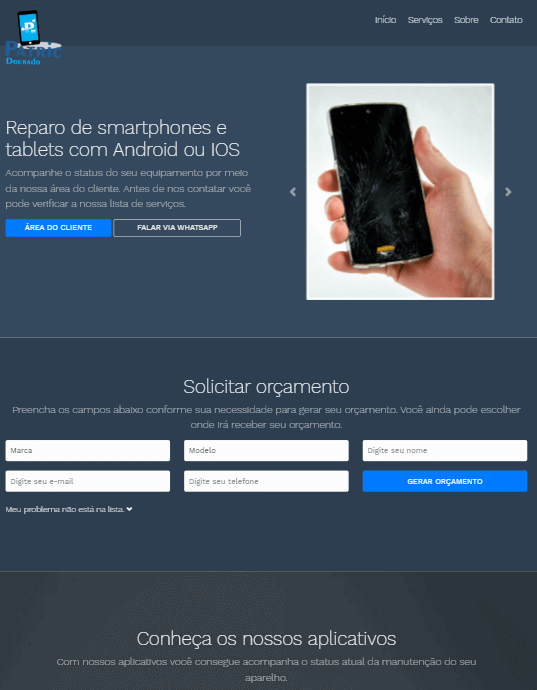 Início Serviços Sobre Contato
PATRIC
DOURADO
Reparo de smartphones e
tablets com Android ou IOS
Acompanhe o status do seu equipamento por meio
da nossa área do cliente. Antes de nos contatar você
pode verificar a nossa lista de serviços.
ÁREA DO CLIENTE FALAR VIA WHATSAPP
Solicitar orçamento
Preencha os campos abaixo conforme sua necessidade para gerar seu orçamento. Você ainda pode escolher
onde irá receber seu orçamento.
Marca Modelo Digite seu nome
Digite seu e-mail Digite seu telefone GERAR ORÇAMENTO
Meu problema não está na lista.
Conheça os nossos aplicativos
Com nossos aplicativos você consegue acompanha o status atual da manutenção do seu
aparelho.